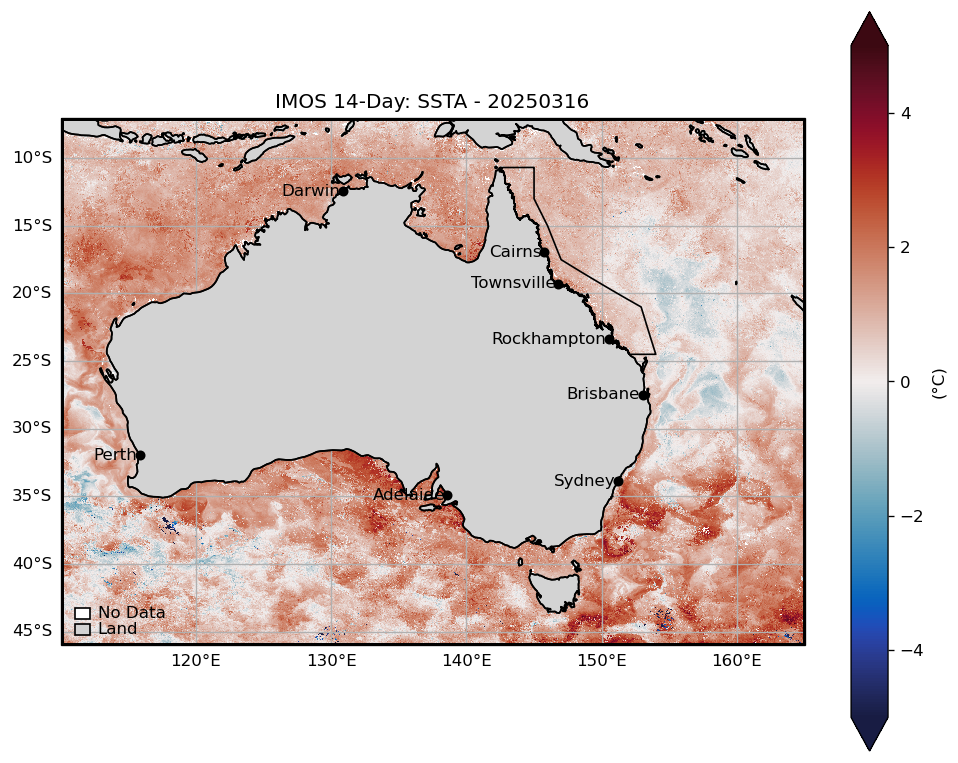 IMOS 14-Day: SSTA - 20250316
4
10°S
Darwin
15°S
2
Cairns
20°S
Townsville
Rockhampton
25°S
0
(°C)
Brisbane
30°S
Perth
Sydney
35°S
Adelaide
−2
40°S
No Data
Land
45°S
−4
120°E 130°E 140°E 150°E 160°E